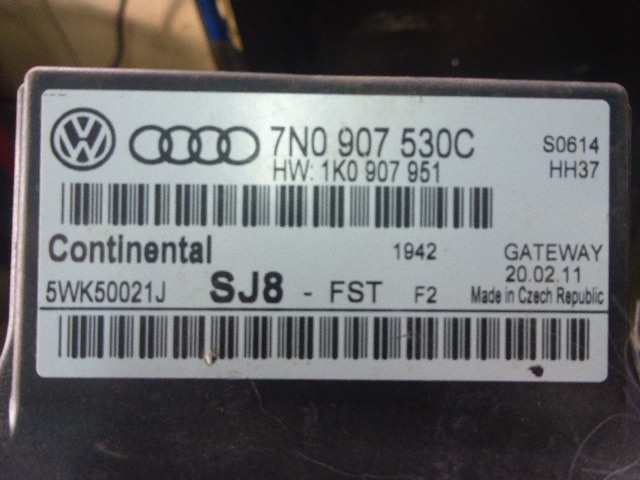 7N0 907 530C S0614
HW: 1K0 907 951 HH37
Continental 1942 GATEWAY
20.02.11
5WK50021J SJ8 - FST F2 Made in Czech Republic